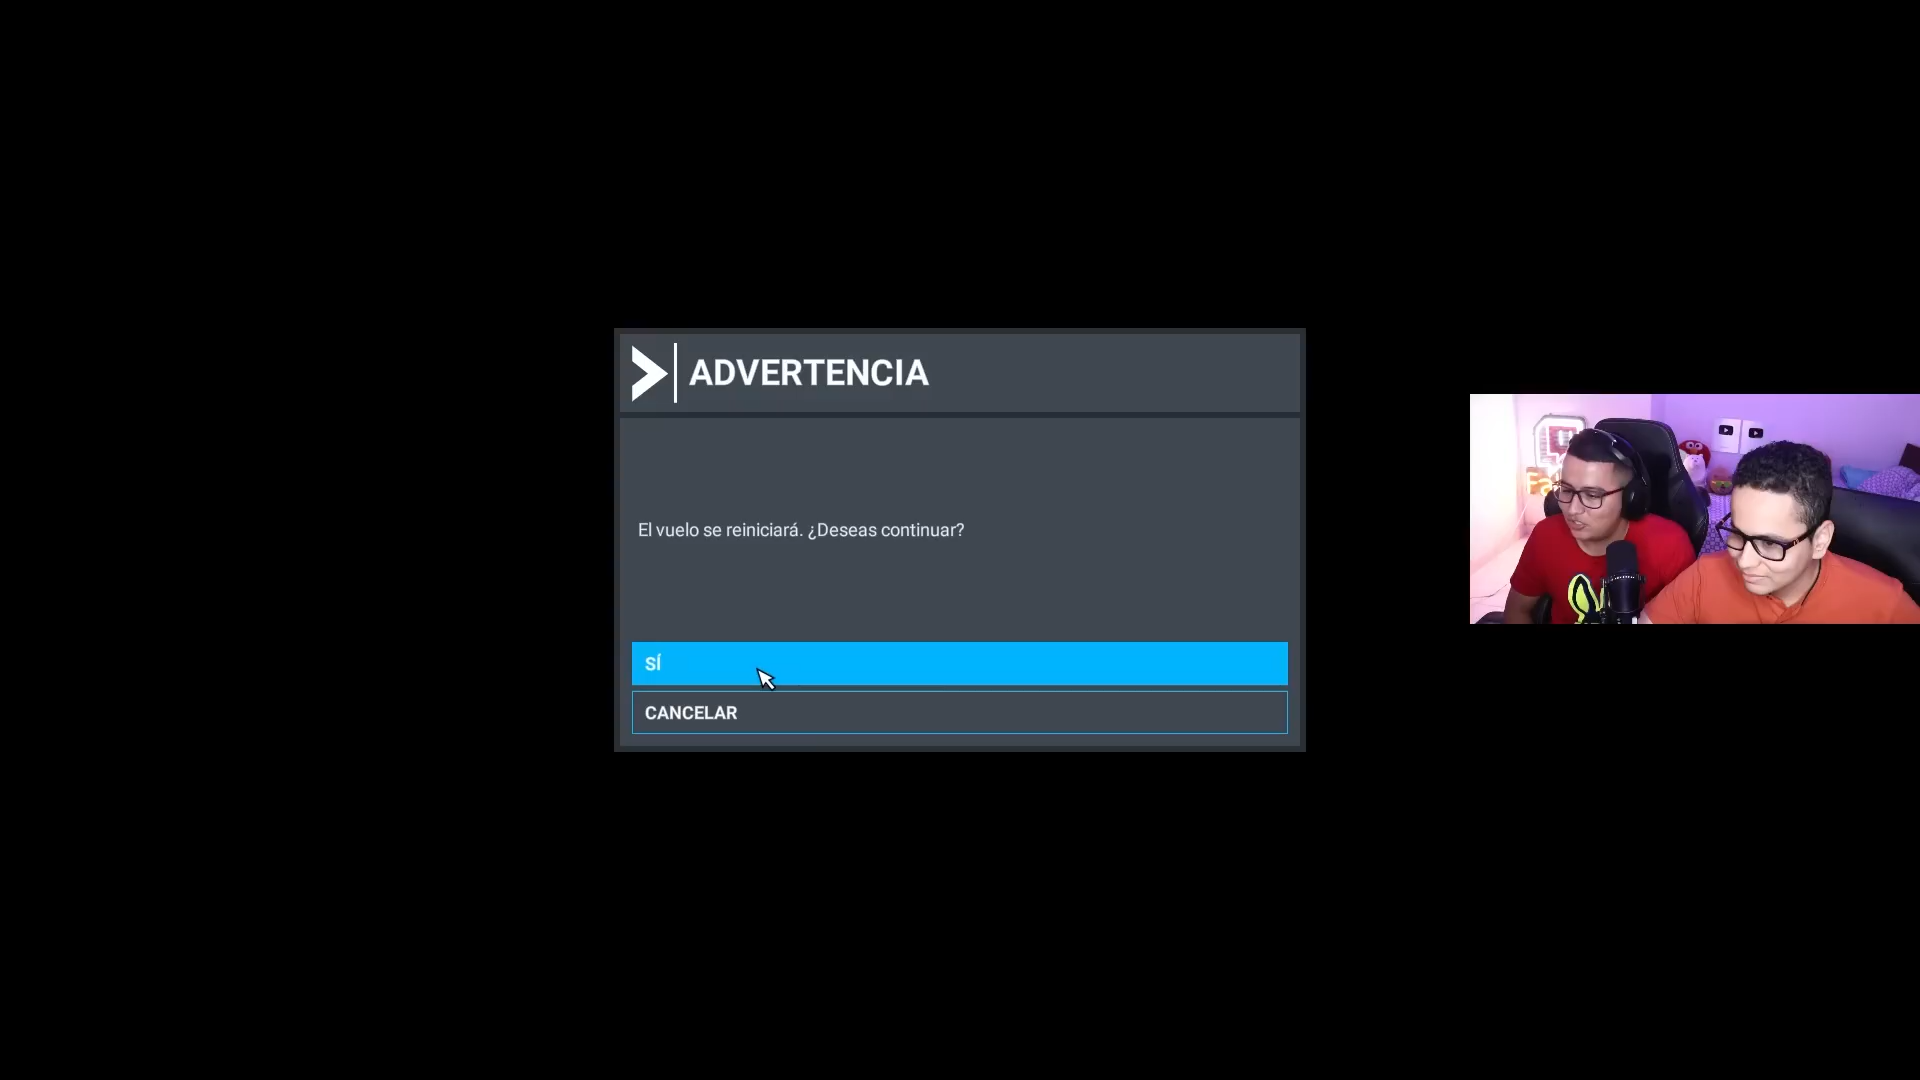 ADVERTENCIA
El vuelo se reiniciará. ¿Deseas continuar?
SÍ
CANCELAR